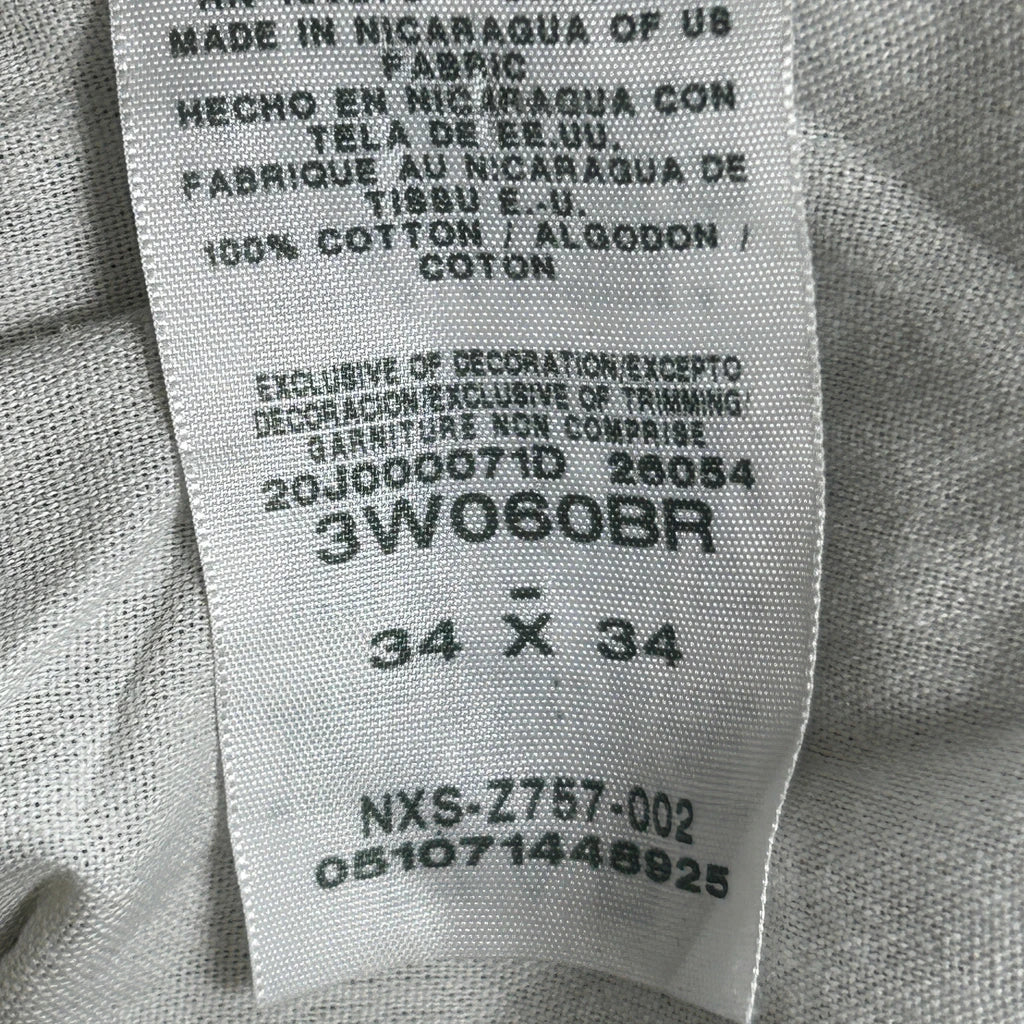 MADE IN NICARAGUA OF US
FABRIC
HECHO EN NICARAGUA CON
TELA DE EE.UU.
FABRIQUE AU NICARAGUA DE
TISSU E.-U.
100% COTTON / ALGODON /
COTON
EXCLUSIVE OF DECORATION/EXCEPTO
DECORACION/EXCLUSIVE OF TRIMMING
GARNITURE NON COMPRISE
20J000071D 26054
3W060BR
-
34 X 34
NXS-Z757-002
051071448925